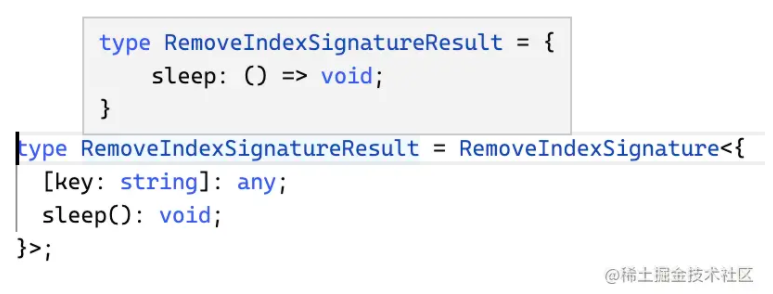 type RemoveIndexSignatureResult = {
    sleep: () => void;
}
type RemoveIndexSignatureResult = RemoveIndexSignature<{
  [key: string]: any;
  sleep(): void;
}>;
@稀土掘金技术社区